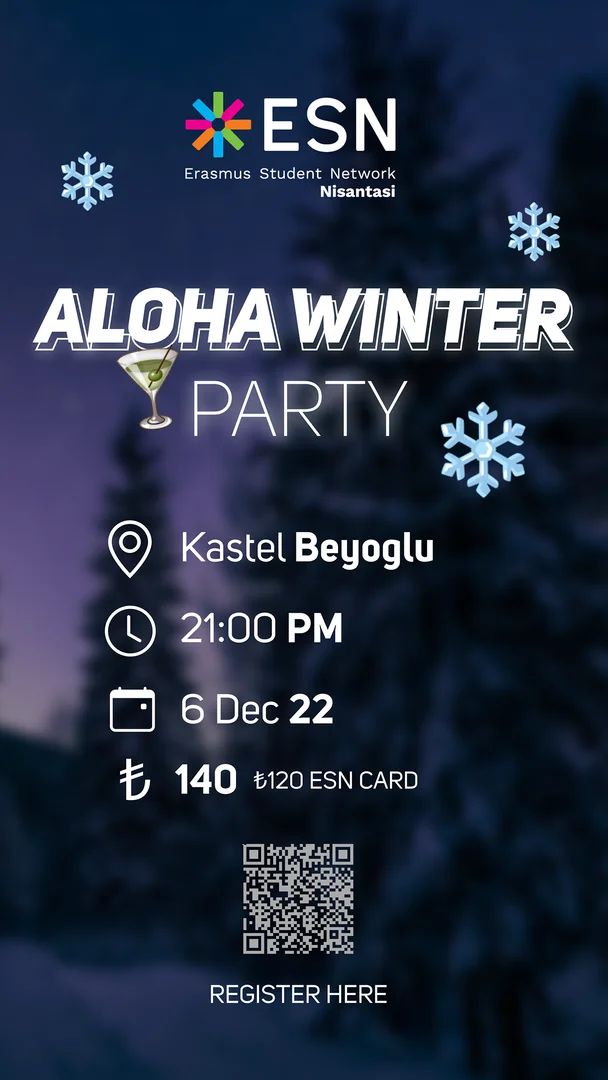 ESN
Erasmus Student Network
Nisantasi
ALOHA WINTER
PARTY
Kastel Beyoglu
21:00 PM
6 Dec 22
₺ 140 ₺120 ESN CARD
REGISTER HERE